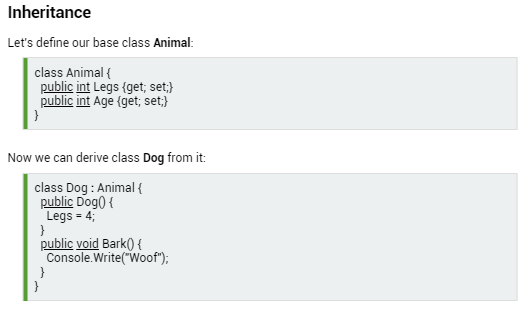 Inheritance
Let's define our base class Animal:
class Animal {
public int Legs {get; set;}
public int Age {get; set;}
}
Now we can derive class Dog from it:
class Dog : Animal {
public Dog() {
Legs = 4;
}
public void Bark() {
Console.Write("Woof");
}
}